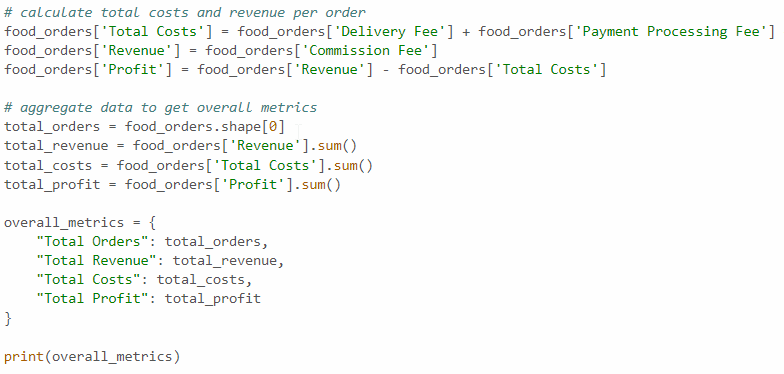 # calculate total costs and revenue per order
food_orders['Total Costs'] = food_orders['Delivery Fee'] + food_orders['Payment Processing Fee']
food_orders['Revenue'] = food_orders['Commission Fee']
food_orders['Profit'] = food_orders['Revenue'] - food_orders['Total Costs']

# aggregate data to get overall metrics
total_orders = food_orders.shape[0]
total_revenue = food_orders['Revenue'].sum()
total_costs = food_orders['Total Costs'].sum()
total_profit = food_orders['Profit'].sum()

overall_metrics = {
    "Total Orders": total_orders,
    "Total Revenue": total_revenue,
    "Total Costs": total_costs,
    "Total Profit": total_profit
}

print(overall_metrics)